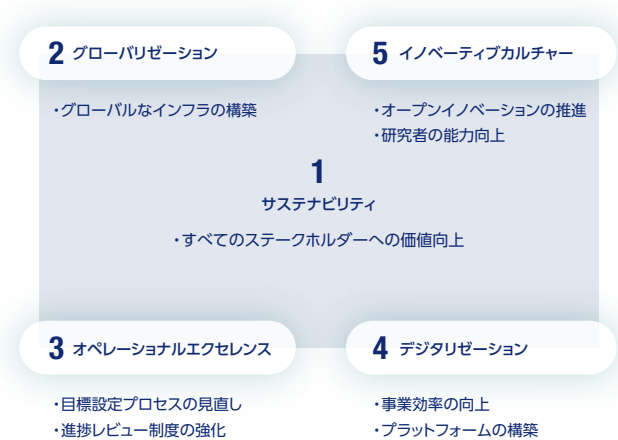 2 グローバリゼーション
・グローバルなインフラの構築
5 イノベーティブカルチャー
・オープンイノベーションの推進
・研究者の能力向上
1
サステナビリティ
・すべてのステークホルダーへの価値向上
3 オペレーショナルエクセレンス
・目標設定プロセスの見直し
・進捗レビュー制度の強化
4 デジタリゼーション
・事業効率の向上
・プラットフォームの構築